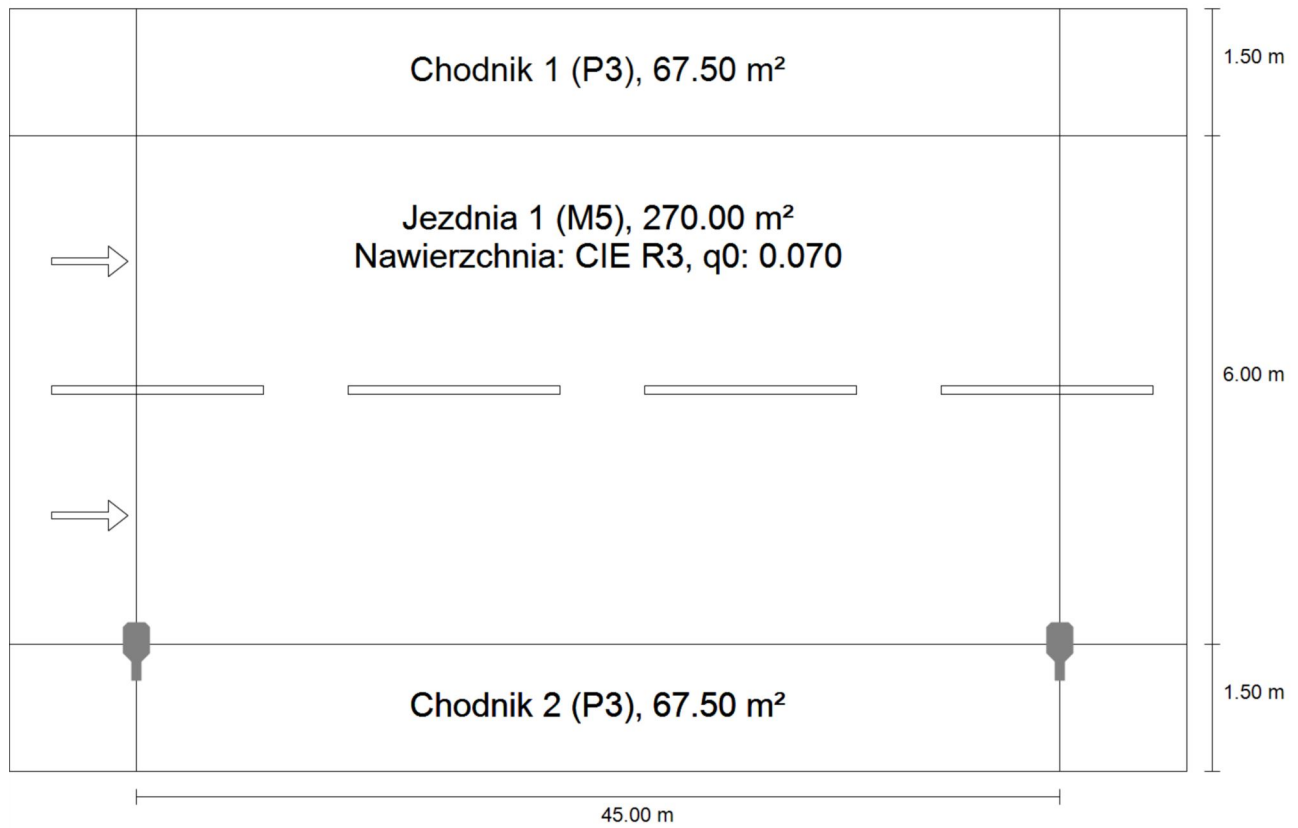 Chodnik 1 (P3), 67.50 m²
1.50 m
Jezdnia 1 (M5), 270.00 m²
Nawierzchnia: CIE R3, q0: 0.070
6.00 m
Chodnik 2 (P3), 67.50 m²
1.50 m
45.00 m